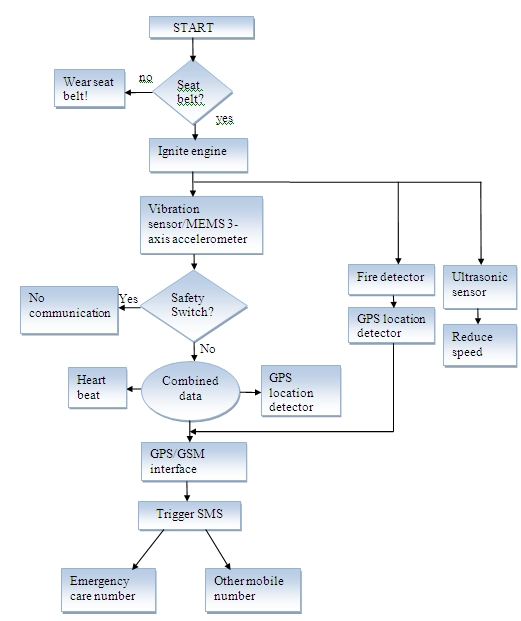 START
no
Wear seat
belt!
Seat
belt?
yes
Ignite engine
Vibration
sensor/MEMS 3-
axis accelerometer
Fire detector
Ultrasonic
sensor
No
communication
Yes
Safety
Switch?
GPS location
detector
Reduce
speed
No
Heart
beat
Combined
data
GPS
location
detector
GPS/GSM
interface
Trigger SMS
Emergency
care number
Other mobile
number